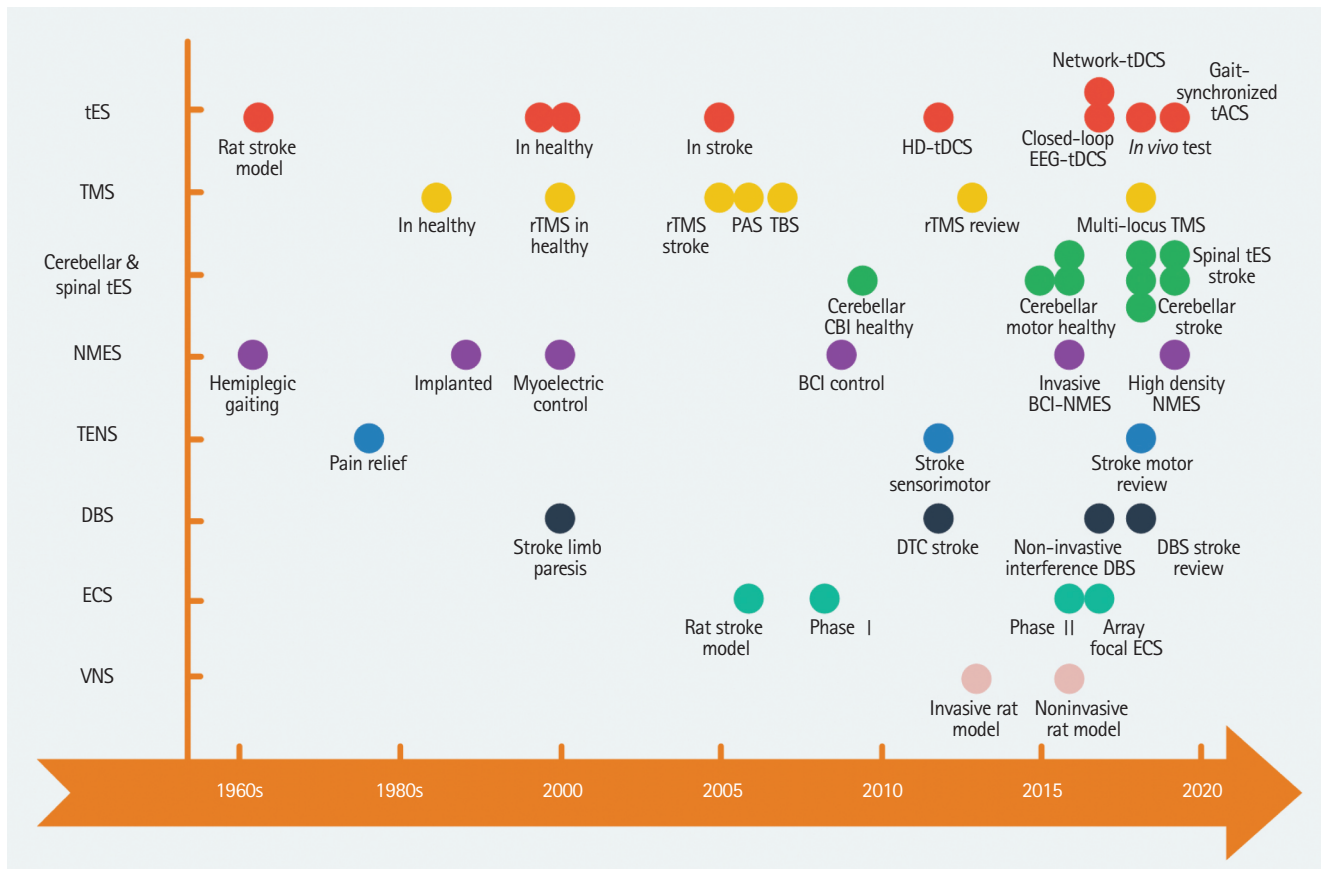 Network-tDCS
Gait-
synchronized
tACS
tES
Rat stroke
model
In healthy
In stroke
HD-tDCS
Closed-loop
EEG-tDCS
In vivo test
TMS
In healthy
rTMS in
healthy
rTMS
stroke
PAS
TBS
rTMS review
Multi-locus TMS
Cerebellar &
spinal tES
Cerebellar
CBI healthy
Cerebellar
motor healthy
Spinal tES
stroke
Cerebellar
stroke
NMES
Hemiplegic
gaiting
Implanted
Myoelectric
control
BCI control
Invasive
BCI-NMES
High density
NMES
TENS
Pain relief
Stroke
sensorimotor
Stroke motor
review
DBS
Stroke limb
paresis
DTC stroke
Non-invastive
interference DBS
DBS stroke
review
ECS
Rat stroke
model
Phase I
Phase II
Array
focal ECS
VNS
Invasive rat
model
Noninvasive
rat model
1960s
1980s
2000
2005
2010
2015
2020